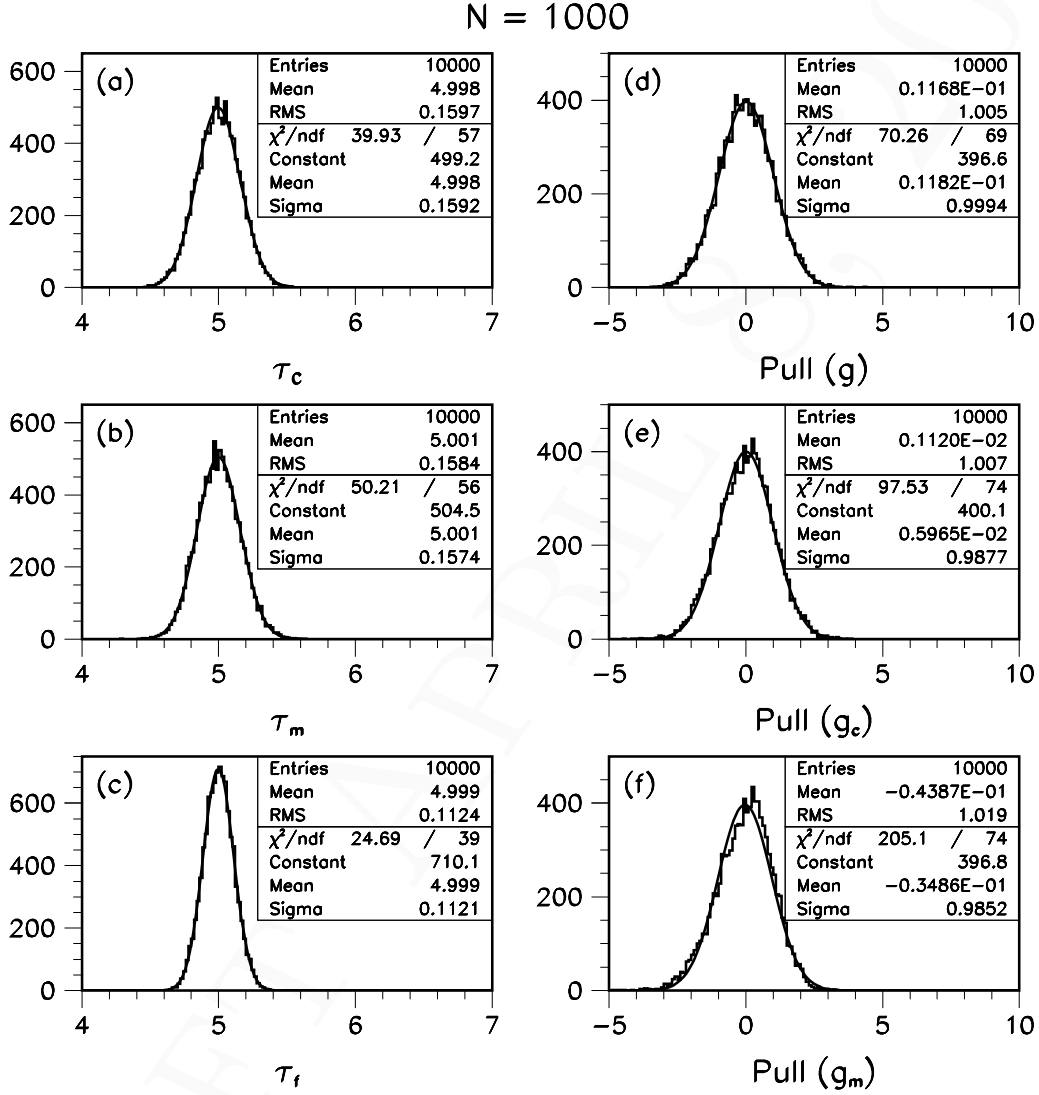 N = 1000
(a)
Entries 10000
Mean 4.998
RMS 0.1597
χ²/ndf 39.93 / 57
Constant 499.2
Mean 4.998
Sigma 0.1592
600
400
200
0
4 5 6 7
τc
(d)
Entries 10000
Mean 0.1168E−01
RMS 1.005
χ²/ndf 70.26 / 69
Constant 396.6
Mean 0.1182E−01
Sigma 0.9994
400
200
0
−5 0 5 10
Pull (g)
(b)
Entries 10000
Mean 5.001
RMS 0.1584
χ²/ndf 50.21 / 56
Constant 504.5
Mean 5.001
Sigma 0.1574
600
400
200
0
4 5 6 7
τm
(e)
Entries 10000
Mean 0.1120E−02
RMS 1.007
χ²/ndf 97.53 / 74
Constant 400.1
Mean 0.5965E−02
Sigma 0.9877
400
200
0
−5 0 5 10
Pull (gc)
(c)
Entries 10000
Mean 4.999
RMS 0.1124
χ²/ndf 24.69 / 39
Constant 710.1
Mean 4.999
Sigma 0.1121
600
400
200
0
4 5 6 7
τf
(f)
Entries 10000
Mean −0.4387E−01
RMS 1.019
χ²/ndf 205.1 / 74
Constant 396.8
Mean −0.3486E−01
Sigma 0.9852
400
200
0
−5 0 5 10
Pull (gm)
APRIL 8, 20